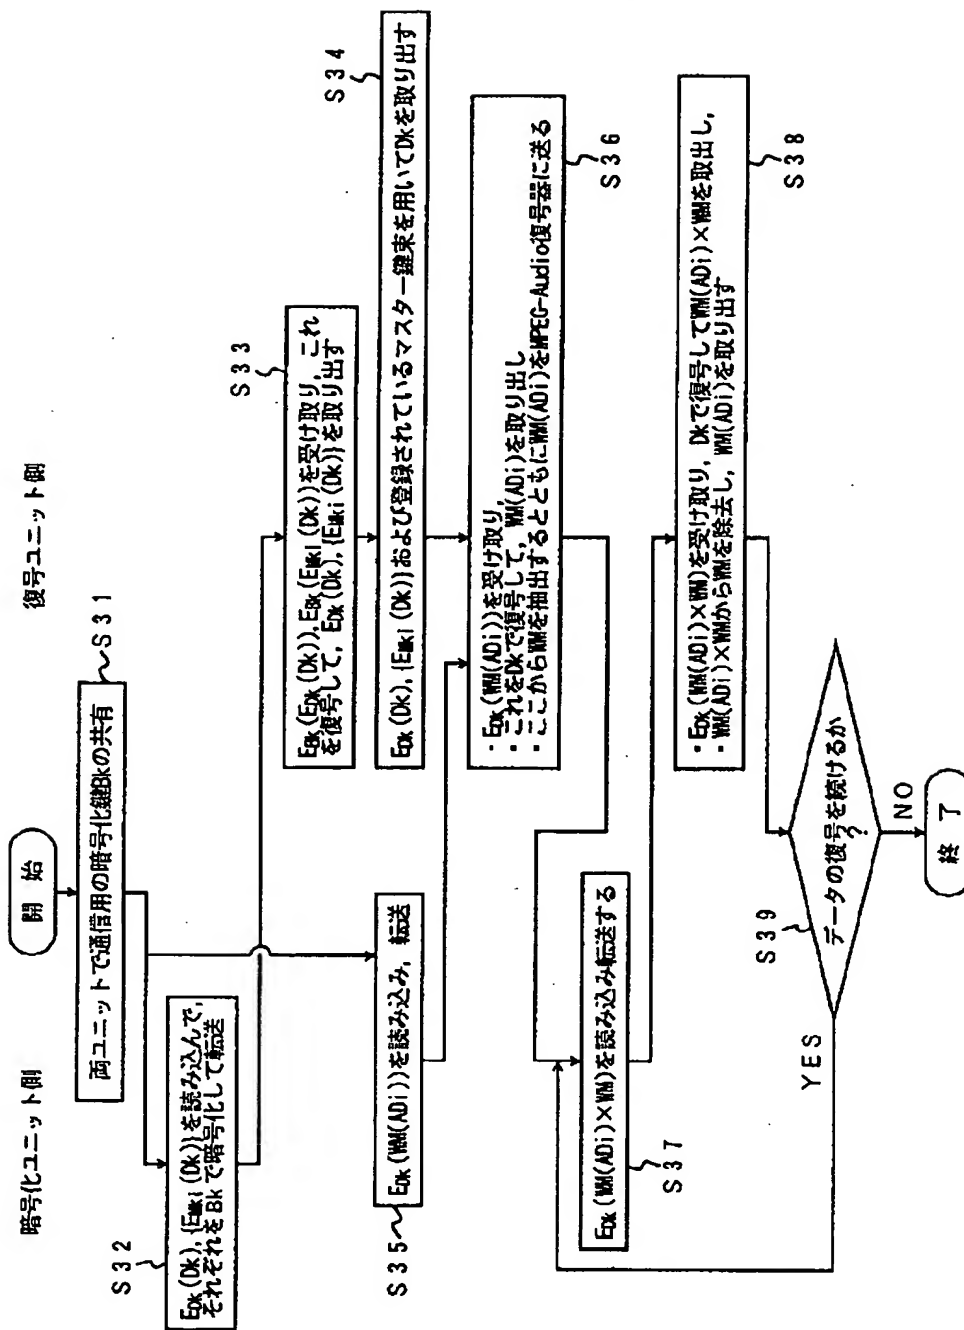 暗号化ユニット側
復号ユニット側
開 始
両ユニットで通信用の暗号化鍵Bkの共有
S31
EDK(Dk), {EMki(Dk)}を読み込んで,
それぞれをBkで暗号化して転送
S32
EBK(EDK(Dk)), EBK(EMki(Dk))を受け取り, これ
を復号して, EDK(Dk), {EMki(Dk)}を取り出す
S33
EDK(Dk), {EMki(Dk)}および登録されているマスター鍵束を用いてDkを取り出す
S34
EDK(WM(ADi))を読み込み, 転送
S35
・EDK(WM(ADi))を受け取り,
・これをDkで復号して, WM(ADi)を取り出し
・ここからWMを抽出するとともにWM(ADi)をMPEG-Audio復号器に送る
S36
EDK(WM(ADi)×WM)を読み込み転送する
S37
・EDK(WM(ADi)×WM)を受け取り, Dkで復号してWM(ADi)×WMを取出し,
・WM(ADi)×WMからWMを除去し, WM(ADi)を取り出す
S38
データの復号を続けるか
?
S39
YES
NO
終 了